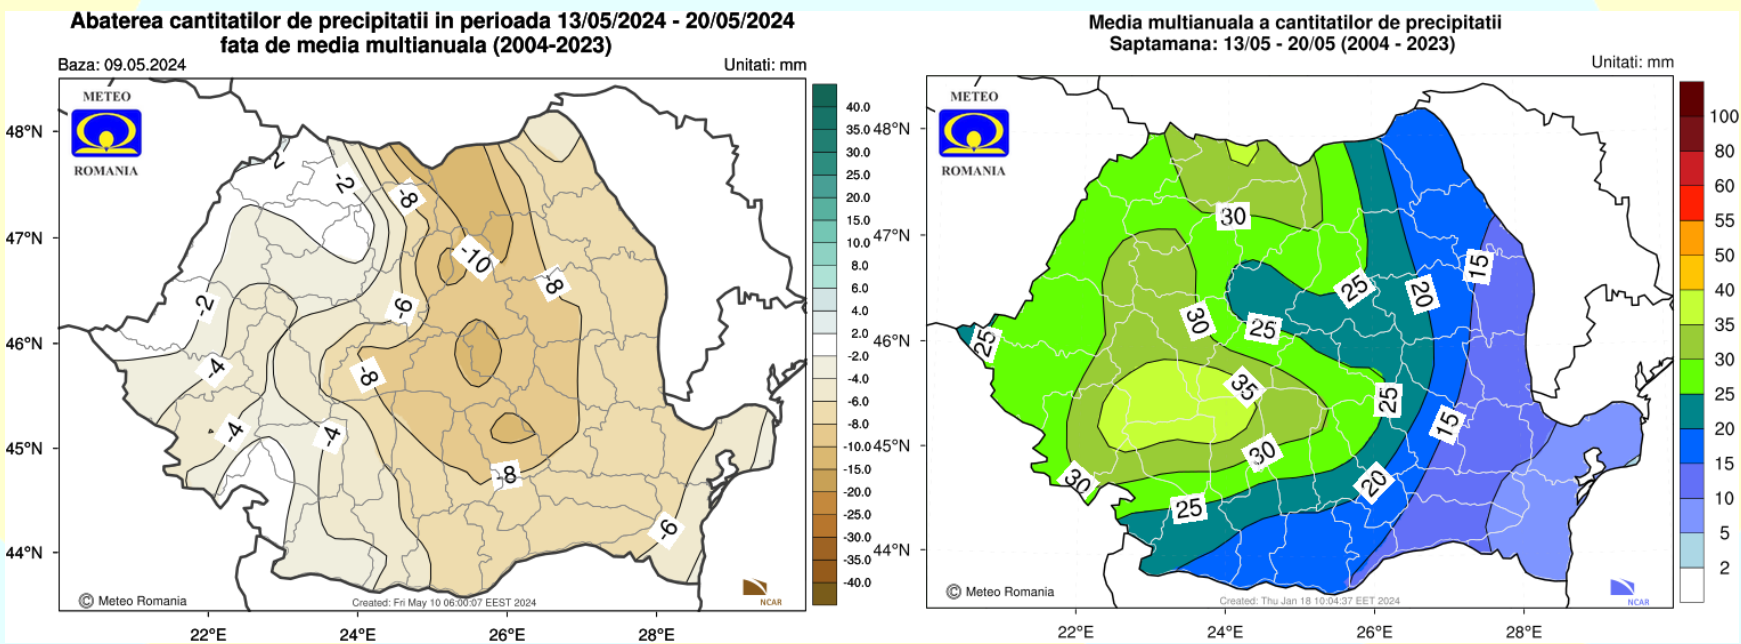 Abaterea cantitatilor de precipitatii in perioada 13/05/2024 - 20/05/2024
fata de media multianuala (2004-2023)
Baza: 09.05.2024
Unitati: mm
METEO
ROMANIA
48°N
47°N
46°N
45°N
44°N
22°E
24°E
26°E
28°E
2
-2
-8
-10
-8
-6
-2
-4
-8
-4
-4
-8
-6
© Meteo Romania
Created: Fri May 10 06:00:07 EEST 2024
NCAR
40.0
35.0
30.0
25.0
20.0
15.0
10.0
8.0
6.0
4.0
2.0
-2.0
-4.0
-6.0
-8.0
-10.0
-15.0
-20.0
-25.0
-30.0
-35.0
-40.0
Media multianuala a cantitatilor de precipitatii
Saptamana: 13/05 - 20/05 (2004 - 2023)
Unitati: mm
METEO
ROMANIA
48°N
47°N
46°N
45°N
44°N
22°E
24°E
26°E
28°E
30
15
25
20
30
25
25
35
25
15
30
30
20
25
© Meteo Romania
Created: Thu Jan 18 10:04:37 EET 2024
NCAR
100
80
60
55
50
40
35
30
25
20
15
10
5
2